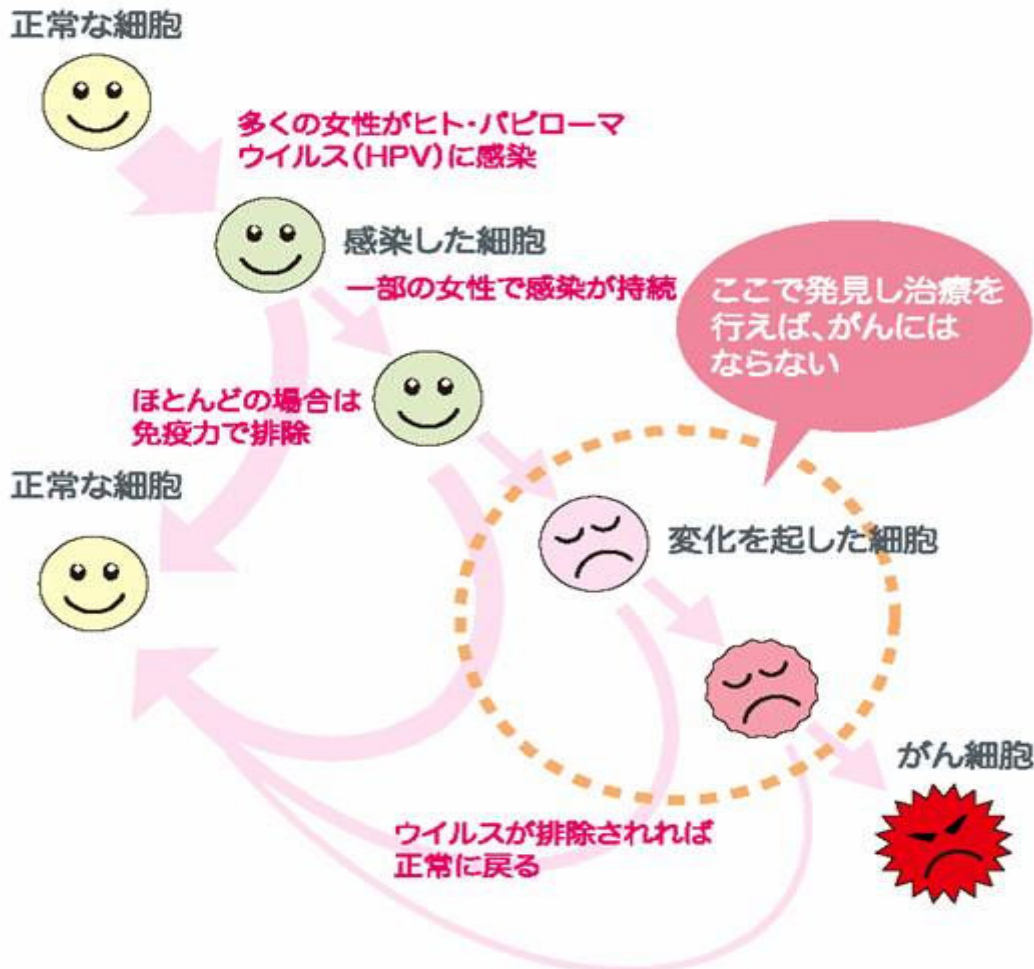 正常な細胞
多くの女性がヒト・パピローマ
ウイルス(HPV)に感染
感染した細胞
一部の女性で感染が持続
ここで発見し治療を
行えば、がんには
ならない
ほとんどの場合は
免疫力で排除
正常な細胞
変化を起した細胞
がん細胞
ウイルスが排除されれば
正常に戻る